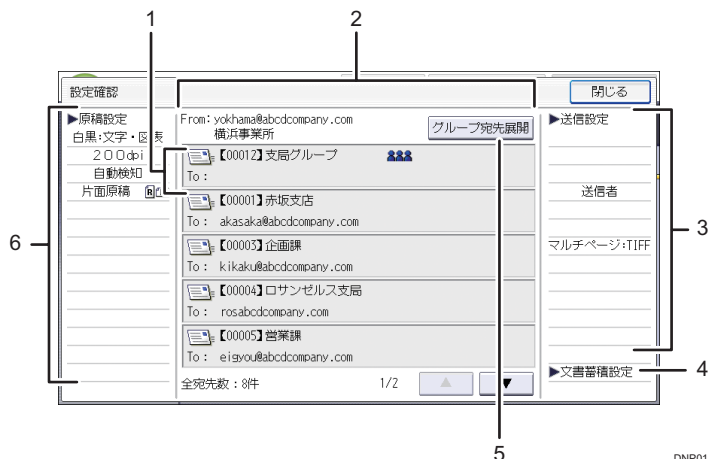 1
2
設定確認
閉じる
▶原稿設定
白黒:文字・図表
200dpi
自動検知
片面原稿
From: yokohama@abcdcompany.com
横浜事業所
グループ宛先展開
【00012】支局グループ
To:
【00001】赤坂支店
To: akasaka@abcdcompany.com
【00003】企画課
To: kikaku@abcdcompany.com
【00004】ロサンゼルス支局
To: rosabcdcompany.com
【00005】営業課
To: eigyou@abcdcompany.com
全宛先数:8件
1/2
▲
▼
▶送信設定
送信者
マルチページ:TIFF
▶文書蓄積設定
3
4
5
6
DNP01